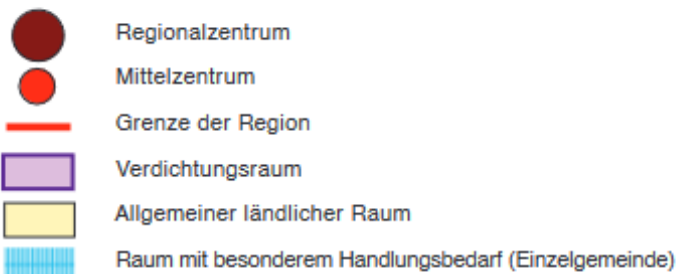 Regionalzentrum
Mittelzentrum
Grenze der Region
Verdichtungsraum
Allgemeiner ländlicher Raum
Raum mit besonderem Handlungsbedarf (Einzelgemeinde)